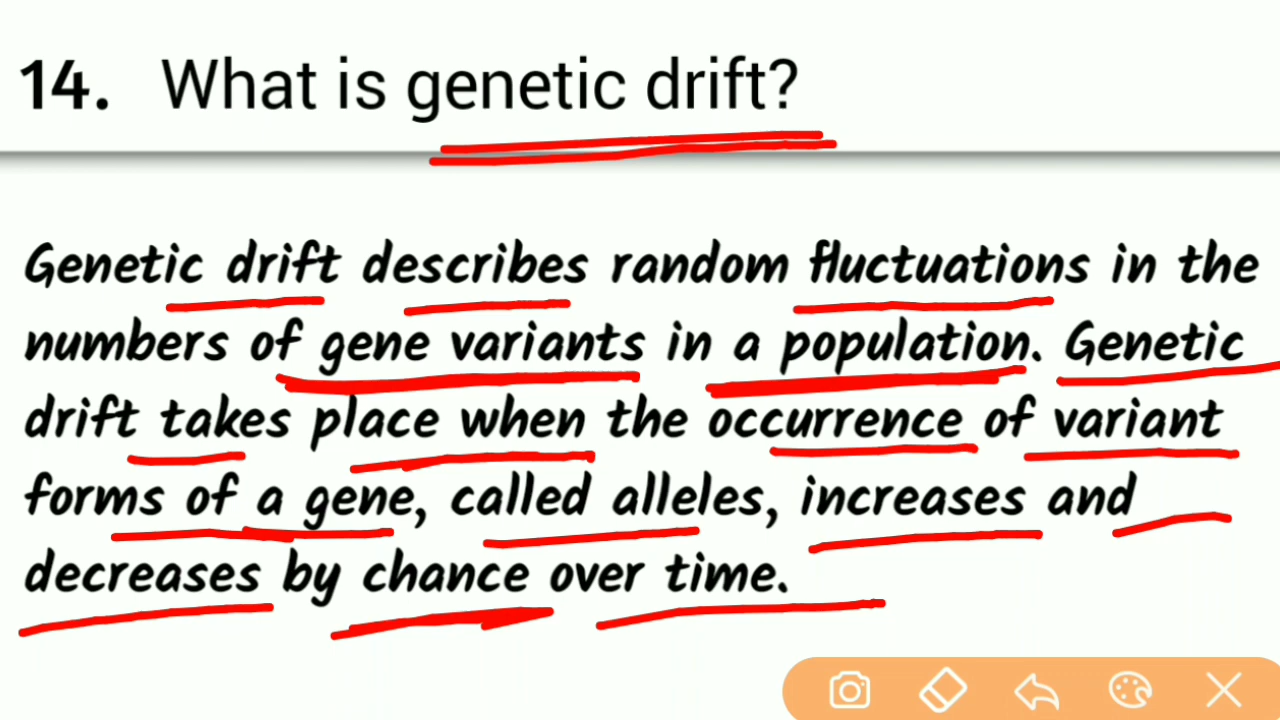 14. What is genetic drift?
Genetic drift describes random fluctuations in the
numbers of gene variants in a population. Genetic
drift takes place when the occurrence of variant
forms of a gene, called alleles, increases and
decreases by chance over time.